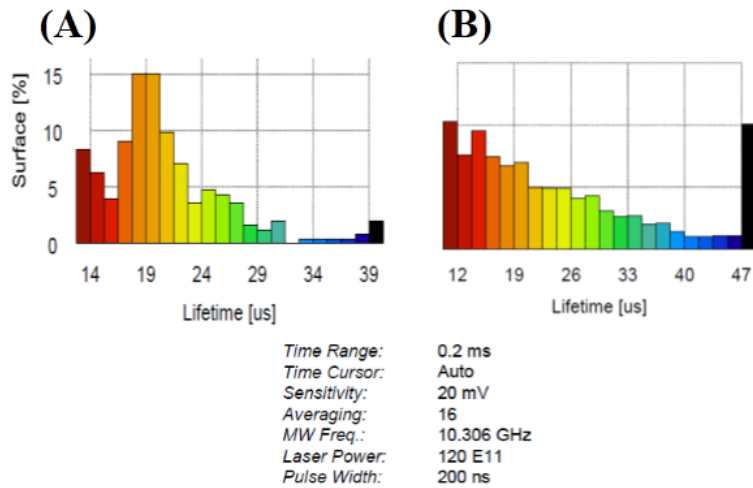 (A)
(B)
Surface [%]
15
10
5
0
14 19 24 29 34 39
Lifetime [us]
12 19 26 33 40 47
Lifetime [us]
Time Range: 0.2 ms
Time Cursor: Auto
Sensitivity: 20 mV
Averaging: 16
MW Freq.: 10.306 GHz
Laser Power: 120 E11
Pulse Width: 200 ns